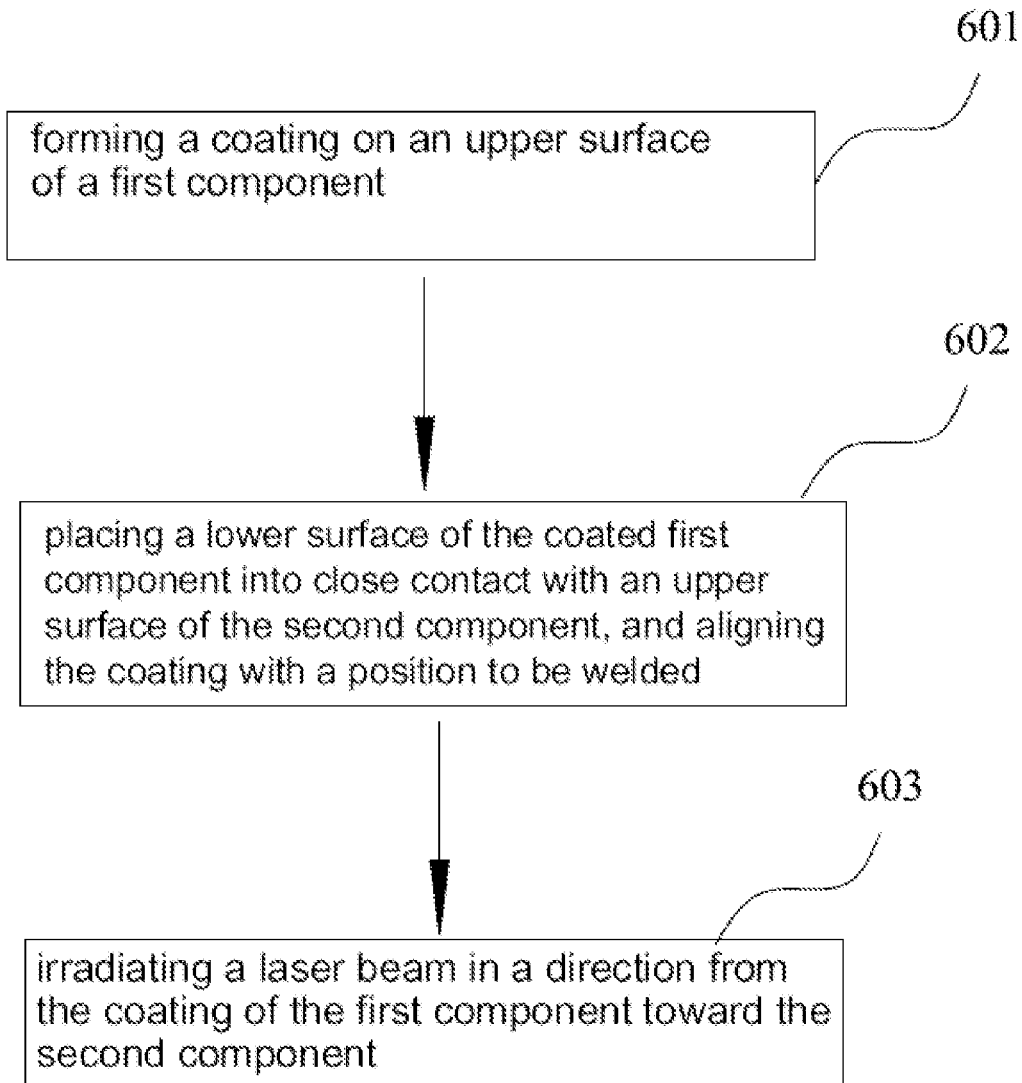 601
forming a coating on an upper surface
of a first component
602
placing a lower surface of the coated first
component into close contact with an upper
surface of the second component, and aligning
the coating with a position to be welded
603
irradiating a laser beam in a direction from
the coating of the first component toward the
second component